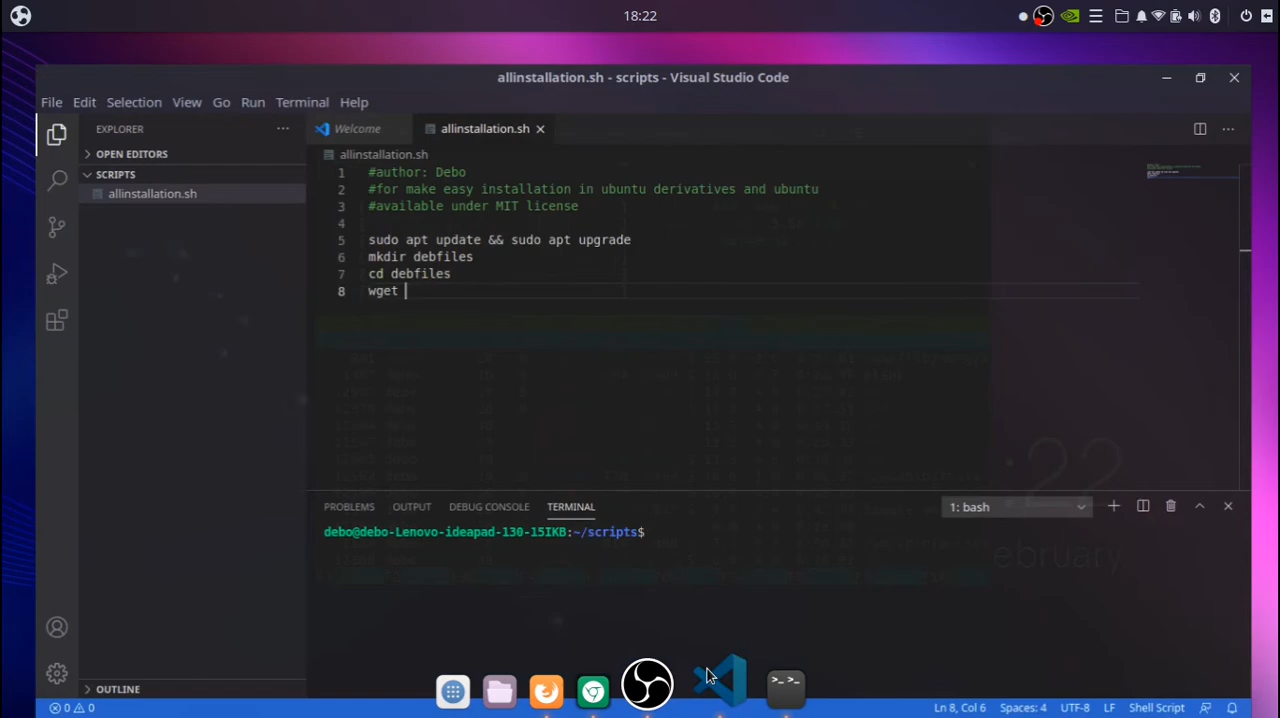 18:22
allinstallation.sh - scripts - Visual Studio Code
File Edit Selection View Go Run Terminal Help
EXPLORER
OPEN EDITORS
SCRIPTS
allinstallation.sh
OUTLINE
Welcome allinstallation.sh
allinstallation.sh
1 #author: Debo
2 #for make easy installation in ubuntu derivatives and ubuntu
3 #available under MIT license
4
5 sudo apt update && sudo apt upgrade
6 mkdir debfiles
7 cd debfiles
8 wget
PROBLEMS OUTPUT DEBUG CONSOLE TERMINAL 1: bash
debo@debo-Lenovo-ideapad-130-15IKB:~/scripts$
:22
ebruary
>_ >_
0 0 Ln 8, Col 6 Spaces: 4 UTF-8 LF Shell Script